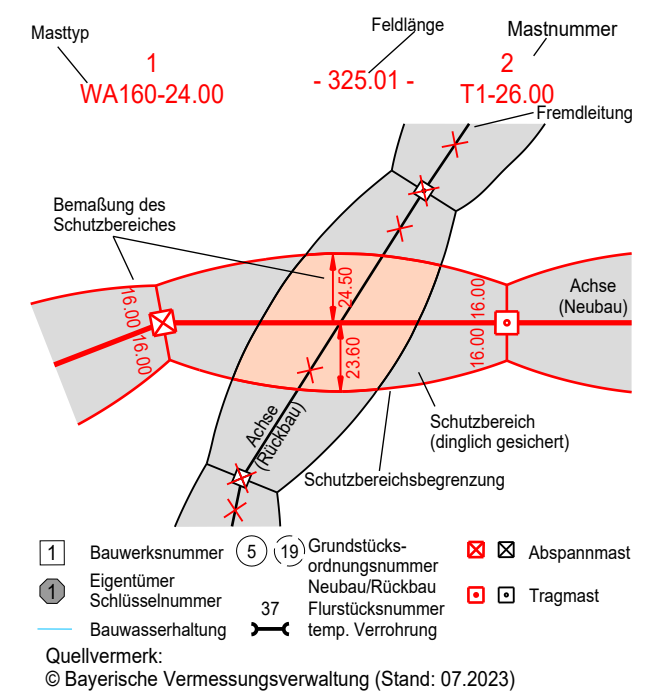 Masttyp
Feldlänge
Mastnummer
1
WA160-24.00
- 325.01 -
2
T1-26.00
Fremdleitung
Bemaßung des
Schutzbereiches
24.50
23.60
16.00
16.00
16.00
16.00
Achse
(Neubau)
Achse
(Rückbau)
Schutzbereich
(dinglich gesichert)
Schutzbereichsbegrenzung
1 Bauwerksnummer
1 Eigentümer
Schlüsselnummer
Bauwasserhaltung
5 19 Grundstücks-
ordnungsnummer
Neubau/Rückbau
37 Flurstücksnummer
temp. Verrohrung
Abspannmast
Tragmast
Quellvermerk:
© Bayerische Vermessungsverwaltung (Stand: 07.2023)